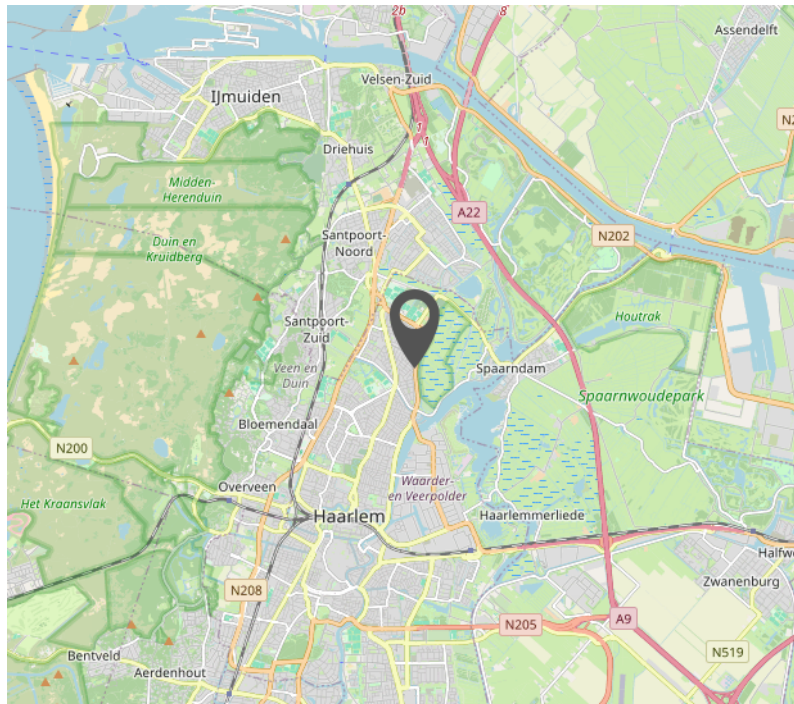 2b
8
Assendelft
Velsen-Zuid
IJmuiden
N2
1
1
Driehuis
Midden-
Herenduin
A22
N202
Santpoort-
Noord
Duin en
Kruidberg
Houtrak
Santpoort-
Zuid
Veen en
Duin
Spaarndam
Spaarnwoudepark
Bloemendaal
N200
Overveen
Waarder-
en Veerpolder
Het Kraansvlak
Haarlem
Haarlemmerliede
Halfwe
Zwanenburg
N208
N205
A9
N519
Bentveld
Aerdenhout